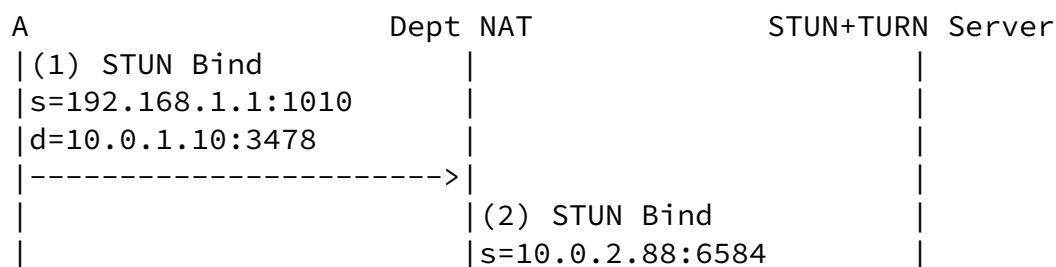 A                    Dept NAT           STUN+TURN Server
|(1) STUN Bind           |                        |
|s=192.168.1.1:1010      |                        |
|d=10.0.1.10:3478        |                        |
|----------------------->|                        |
|                        |(2) STUN Bind           |
|                        |s=10.0.2.88:6584        |